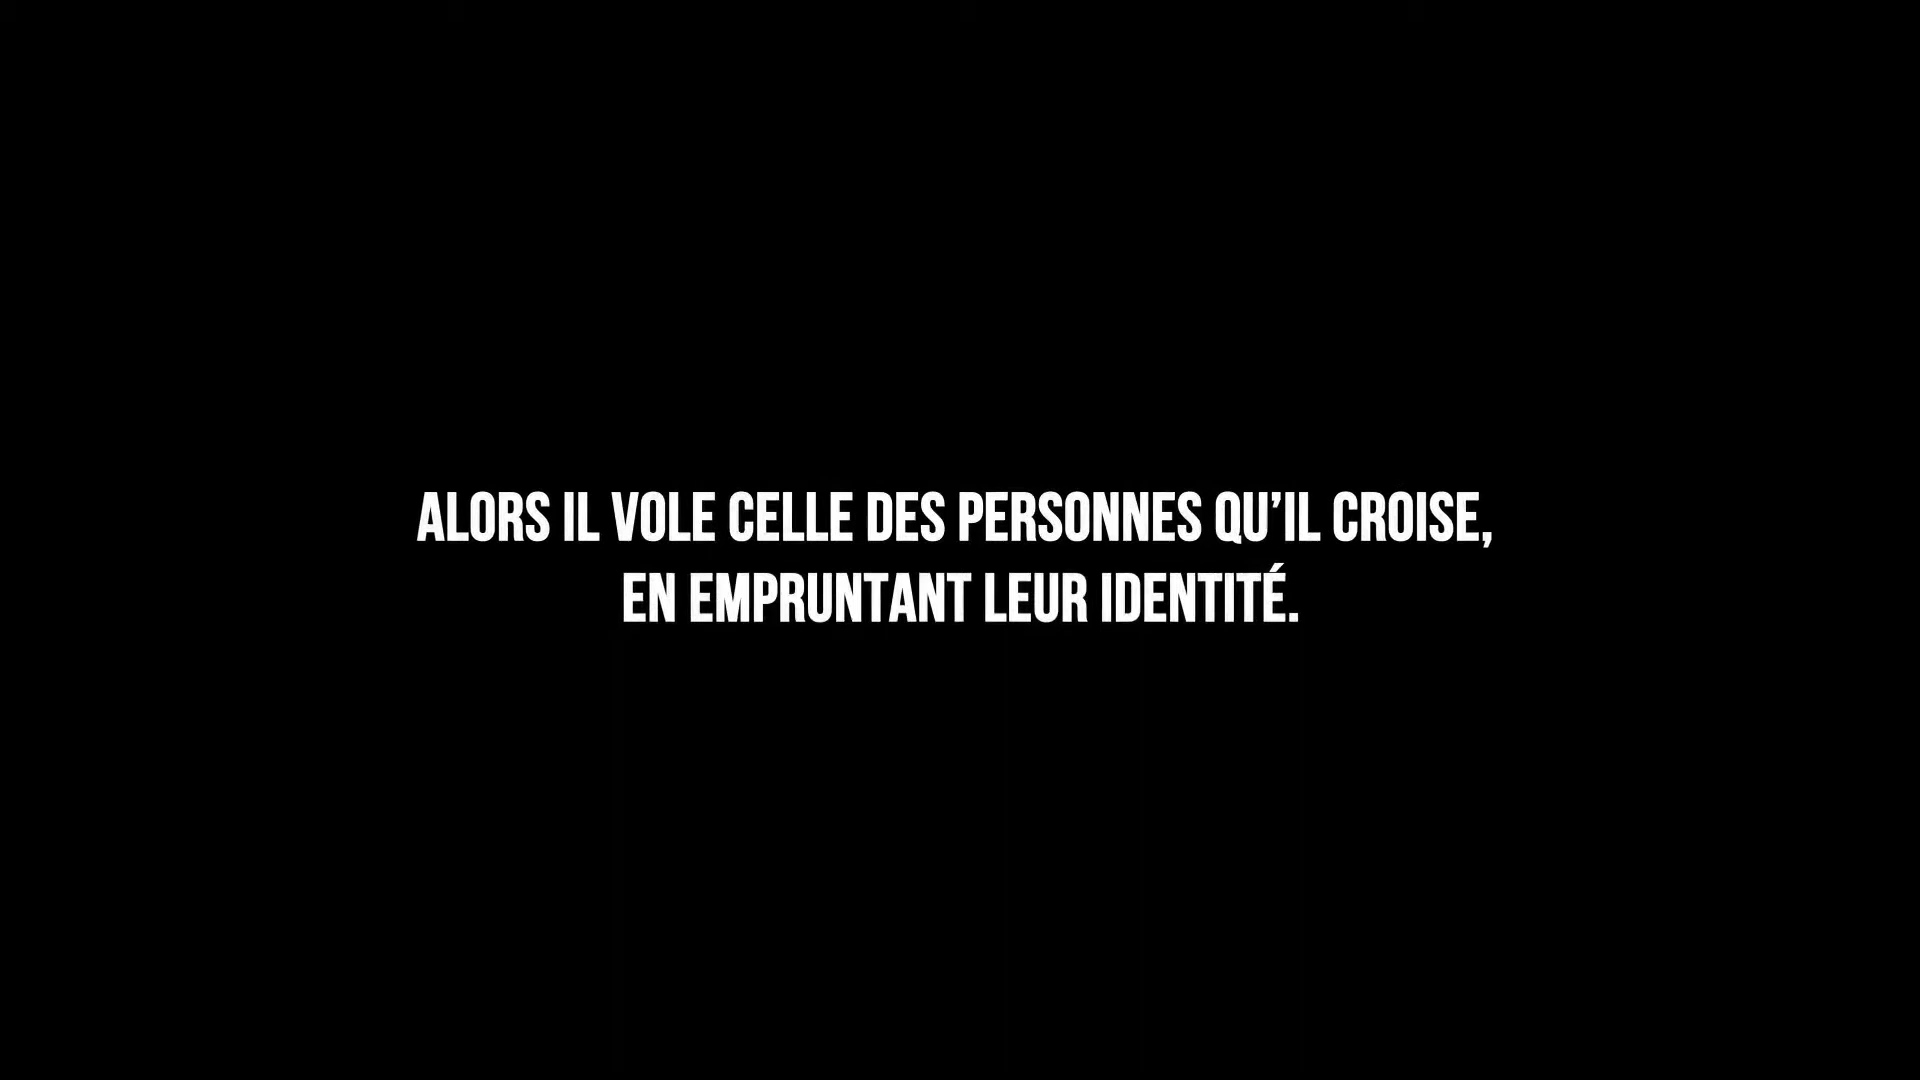 ALORS IL VOLE CELLE DES PERSONNES QU’IL CROISE,
EN EMPRUNTANT LEUR IDENTITÉ.